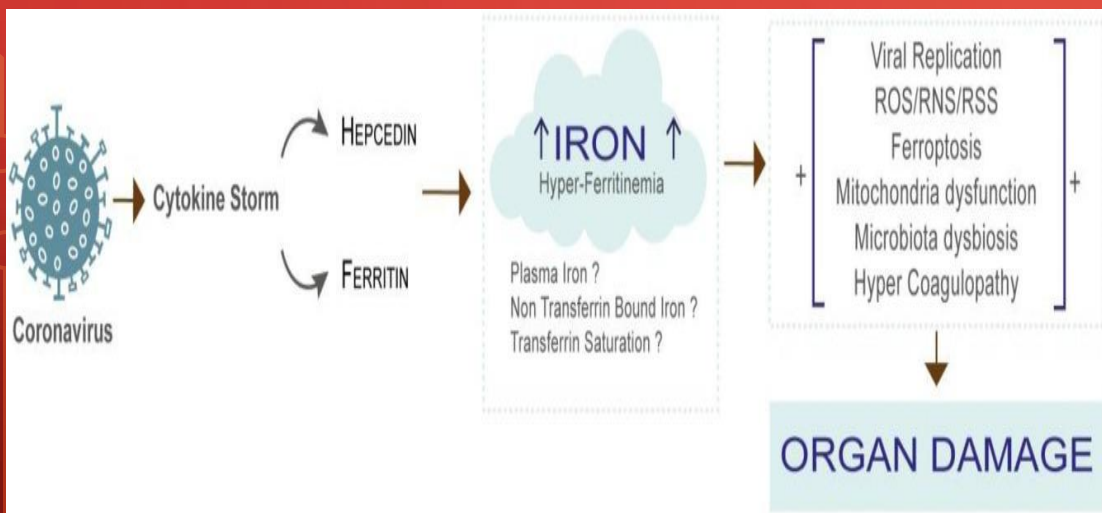 Coronavirus
Cytokine Storm
HEPCEDIN
FERRITIN
↑IRON ↑
Hyper-Ferritinemia
Plasma Iron ?
Non Transferrin Bound Iron ?
Transferrin Saturation ?
+
Viral Replication
ROS/RNS/RSS
Ferroptosis
Mitochondria dysfunction
Microbiota dysbiosis
Hyper Coagulopathy
+
ORGAN DAMAGE